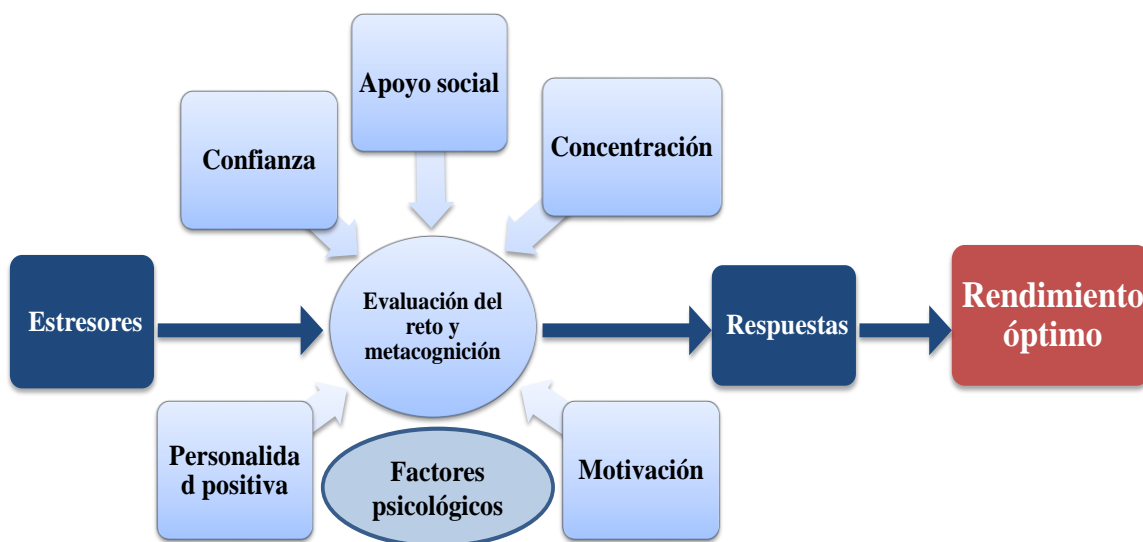 Apoyo social
Confianza
Concentración
Estresores
Evaluación del
reto y
metacognición
Respuestas
Rendimiento
óptimo
Personalida
d positiva
Factores
psicológicos
Motivación